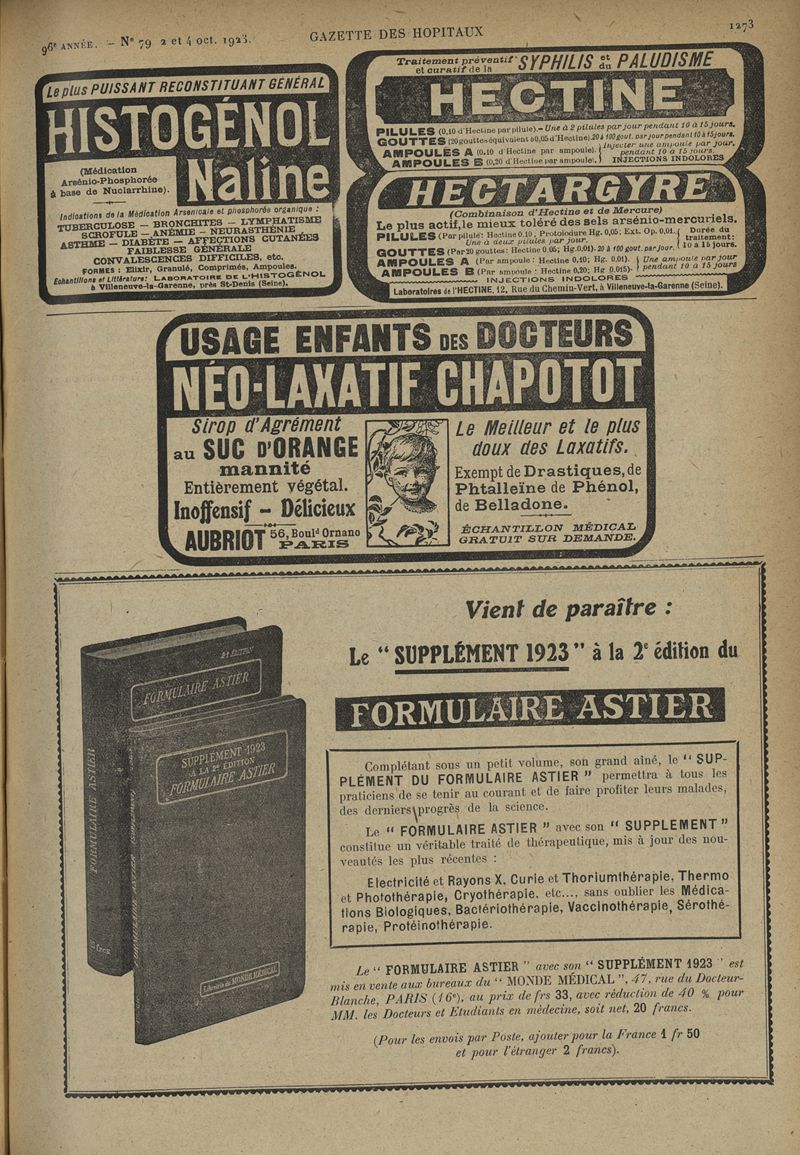 96e ANNÉE. — N° 79 2 et 4 oct. 1923.
GAZETTE DES HOPITAUX
1273
Le plus PUISSANT RECONSTITUANT GÉNÉRAL
HISTOGÉNOL
Naline
(Médication
Arsénio-Phosphorée
à base de Nuclarrhine).
Indications de la Médication Arsenicale et phosphorée organique :
TUBERCULOSE — BRONCHITES — LYMPHATISME
SCROFULE — ANÉMIE — NEURASTHÉNIE
ASTHME — DIABÈTE — AFFECTIONS CUTANÉES
FAIBLESSE GÉNÉRALE
CONVALESCENCES DIFFICILES, etc.
FORMES : Elixir, Granulé, Comprimés, Ampoules.
Echantillons et Littérature: LABORATOIRE DE L'HISTOGÉNOL
à Villeneuve-la-Garenne, près St-Denis (Seine).
Traitement préventif et curatif de la SYPHILIS et du PALUDISME
HECTINE
PILULES (0,10 d'Hectine par pilule).— Une à 2 pilules par jour pendant 10 à 15 jours.
GOUTTES (20 gouttes équivalent à 0,05 d'Hectine) 20 à 100 gout. par jour pendant 10 à 15 jours.
AMPOULES A (0,10 d'Hectine par ampoule). Injecter une ampoule par jour,
AMPOULES B (0,20 d'Hectine par ampoule). pendant 10 à 15 jours.
INJECTIONS INDOLORES
HECTARGYRE
(Combinaison d'Hectine et de Mercure)
Le plus actif, le mieux toléré des sels arsénio-mercuriels.
PILULES (Par pilule: Hectine 0,10; Protoiodure Hg. 0,05; Ext. Op. 0,01.
Une à deux pilules par jour.
GOUTTES (Par 20 gouttes: Hectine 0,05; Hg. 0,01). 20 à 100 gout. par jour.
Durée du
traitement:
10 à 15 jours.
AMPOULES A (Par ampoule : Hectine 0,10; Hg. 0,01). Une ampoule par jour
AMPOULES B (Par ampoule : Hectine 0,20; Hg 0,015). pendant 10 à 15 jours
INJECTIONS INDOLORES
Laboratoires de l'HECTINE, 12, Rue du Chemin-Vert, à Villeneuve-la-Garenne (Seine).
USAGE ENFANTS DES DOCTEURS
NÉO-LAXATIF CHAPOTOT
Sirop d'Agrément
au SUC D'ORANGE
mannité
Entièrement végétal.
Inoffensif — Délicieux
AUBRIOT 56, Bould Ornano
PARIS
Le Meilleur et le plus
doux des Laxatifs.
Exempt de Drastiques, de
Phtalleïne de Phénol,
de Belladone.
ÉCHANTILLON MÉDICAL
GRATUIT SUR DEMANDE.
Vient de paraître :
Le " SUPPLÉMENT 1923 " à la 2e édition du
FORMULAIRE ASTIER
2e EDITION
FORMULAIRE ASTIER
FORMULAIRE ASTIER
SUPPLÉMENT 1923
A LA 2e ÉDITION
FORMULAIRE ASTIER
Librairie du MONDE MÉDICAL
Complétant sous un petit volume, son grand aîné, le " SUP-
PLÉMENT DU FORMULAIRE ASTIER " permettra à tous les
praticiens de se tenir au courant et de faire profiter leurs malades,
des derniers progrès de la science.
Le " FORMULAIRE ASTIER " avec son " SUPPLEMENT "
constitue un véritable traité de thérapeutique, mis à jour des nou-
veautés les plus récentes :
Electricité et Rayons X, Curie et Thoriumthérapie, Thermo
et Photothérapie, Cryothérapie, etc..., sans oublier les Médica-
tions Biologiques, Bactériothérapie, Vaccinothérapie, Sérothé-
rapie, Protéinothérapie.
Le " FORMULAIRE ASTIER " avec son " SUPPLÉMENT 1923 " est
mis en vente aux bureaux du " MONDE MÉDICAL ", 47, rue du Docteur-
Blanche, PARIS (16e), au prix de frs 33, avec réduction de 40 % pour
MM. les Docteurs et Etudiants en médecine, soit net, 20 francs.
(Pour les envois par Poste, ajouter pour la France 1 fr 50
et pour l'étranger 2 francs).